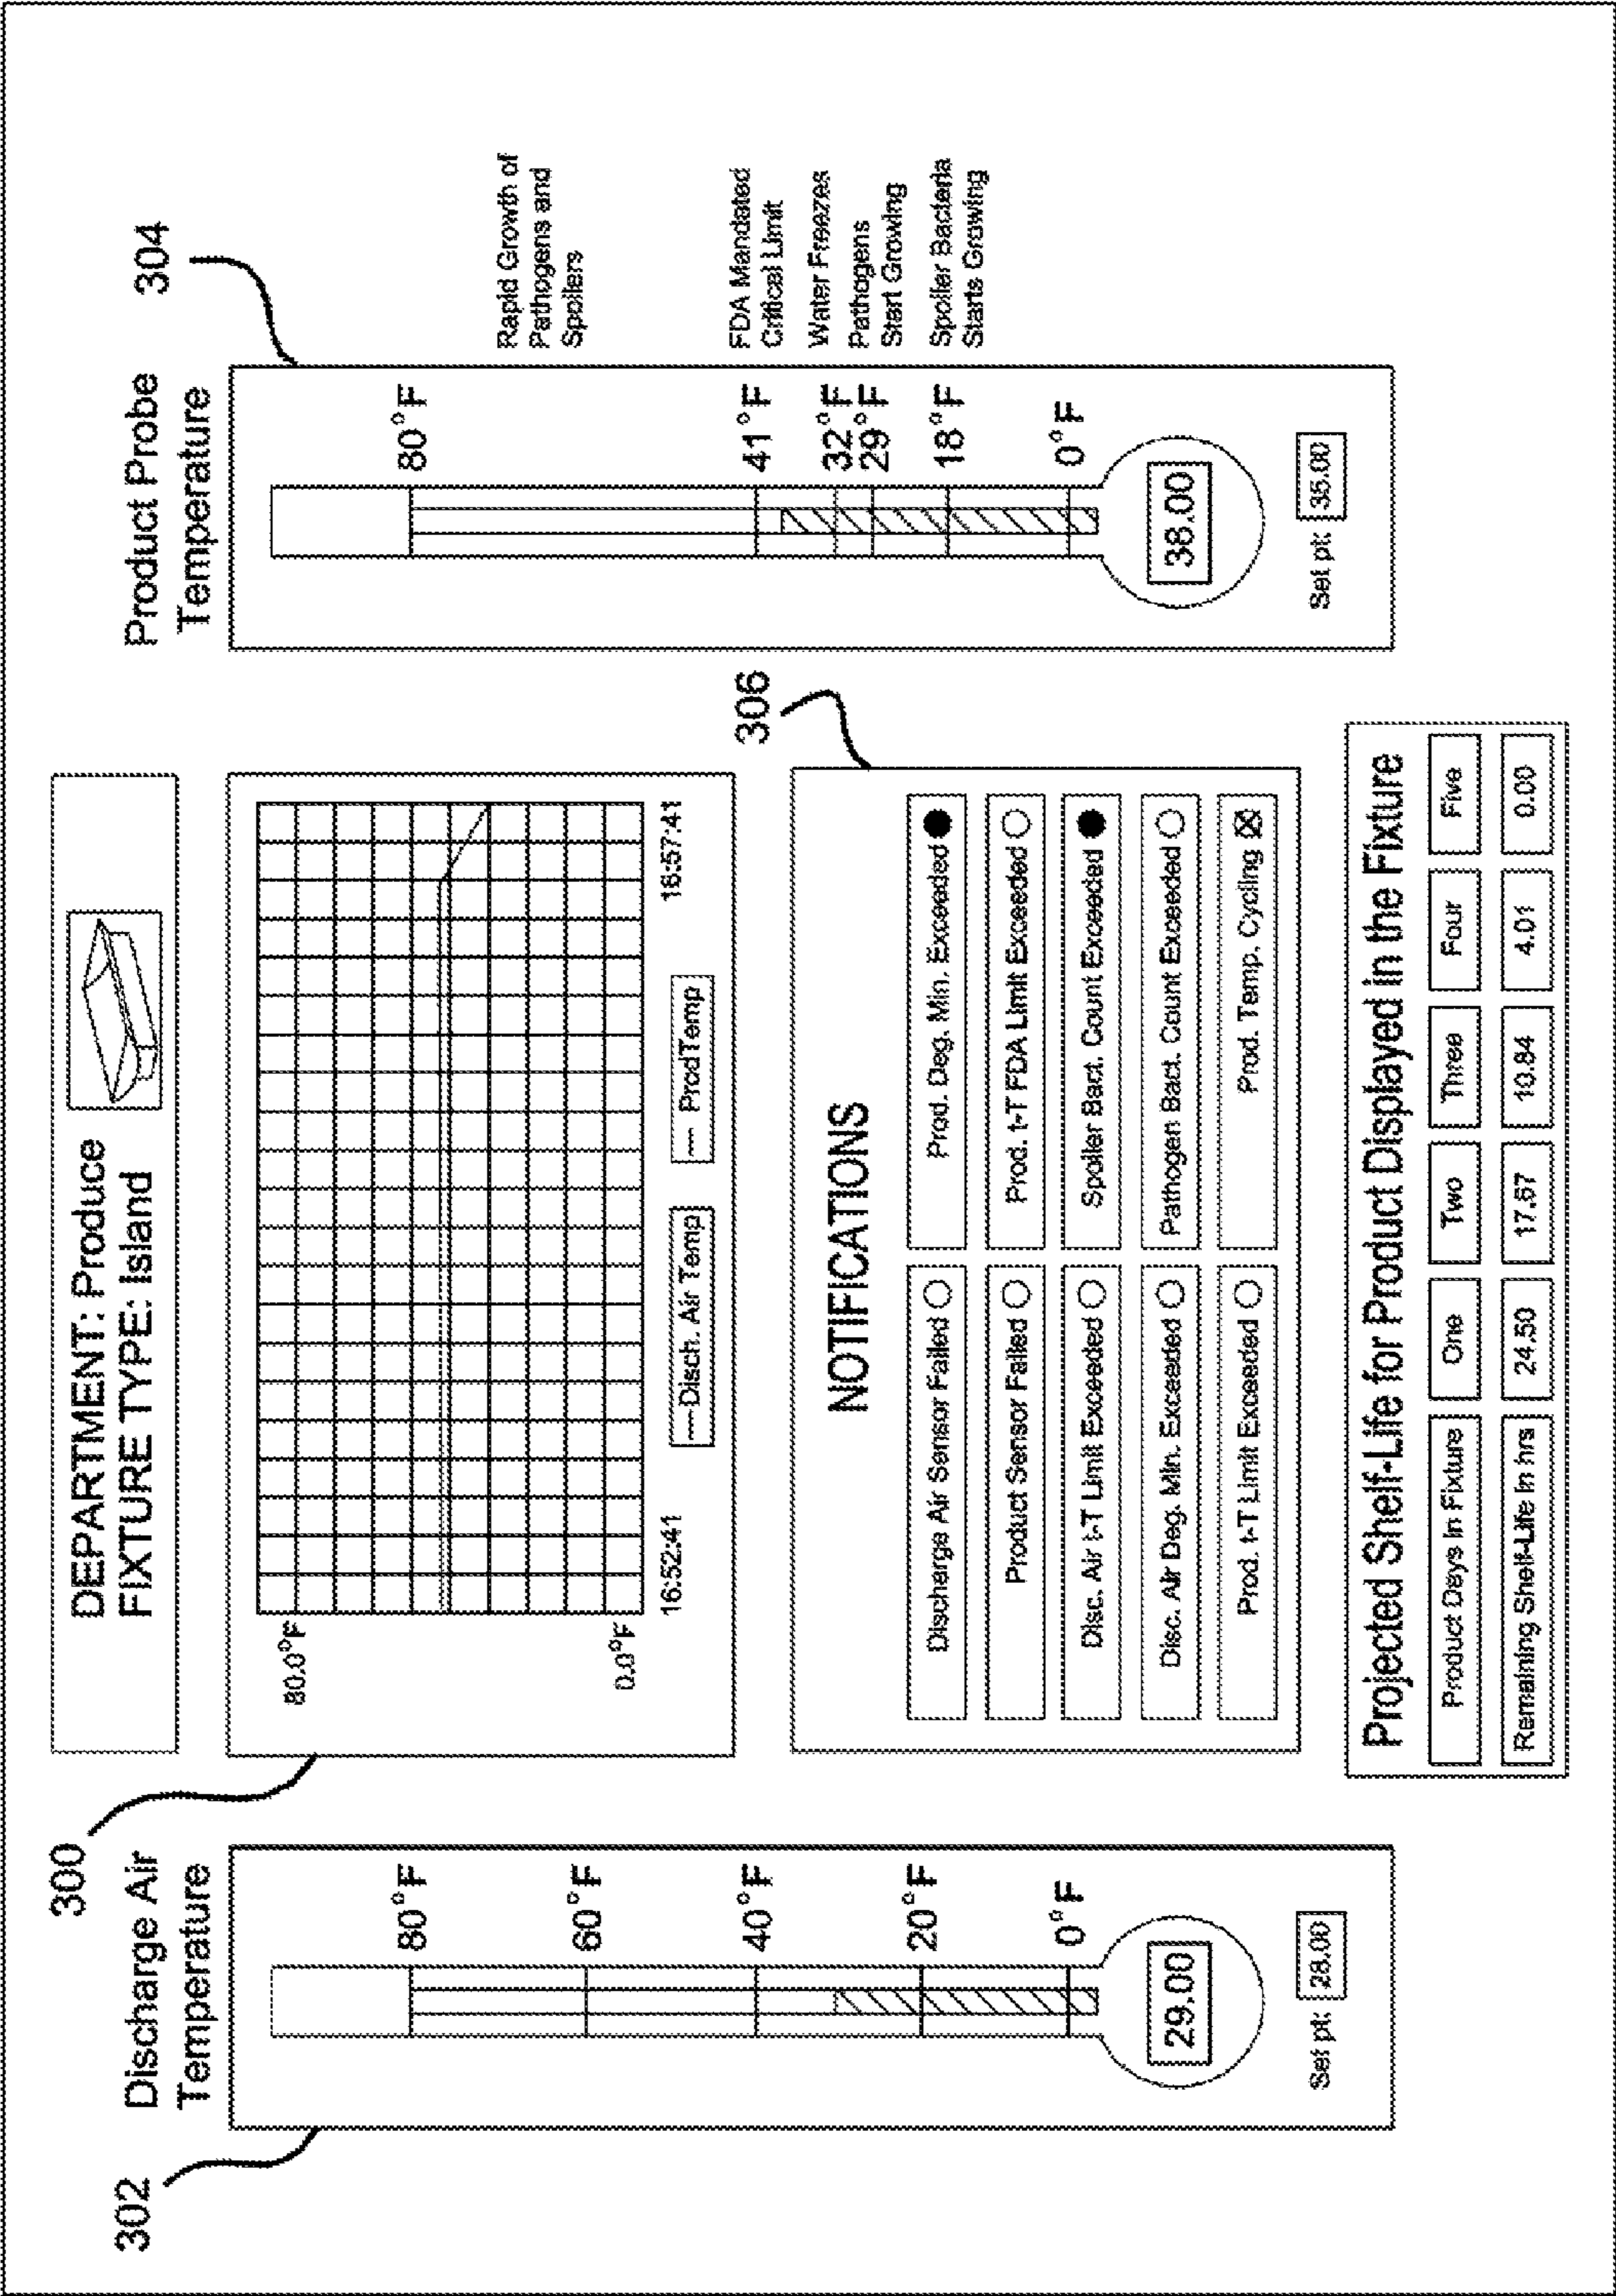 300
302
304
306
DEPARTMENT: Produce
FIXTURE TYPE: Island
Discharge Air
Temperature
80°F
60°F
40°F
20°F
0°F
29.00
Set pt: 28.00
80.0°F
0.0°F
16:52:41
16:57:41
Disch. Air Temp
ProdTemp
NOTIFICATIONS
Discharge Air Sensor Failed
Prod. Deg. Min. Exceeded
Product Sensor Failed
Prod. t-T FDA Limit Exceeded
Disc. Air t-T Limit Exceeded
Spoiler Bact. Count Exceeded
Disc. Air Deg. Min. Exceeded
Pathogen Bact. Count Exceeded
Prod. t-T Limit Exceeded
Prod. Temp. Cycling
Projected Shelf-Life for Product Displayed in the Fixture
Product Days In Fixture One Two Three Four Five
Remaining Shelf-Life In hrs 24.50 17.67 10.84 4.01 0.00
Product Probe
Temperature
80°F
41°F
32°F
29°F
18°F
0°F
38.00
Set pt: 35.00
Rapid Growth of
Pathogens and
Spoilers
FDA Mandated
Critical Limit
Water Freezes
Pathogens
Start Growing
Spoiler Bacteria
Starts Growing